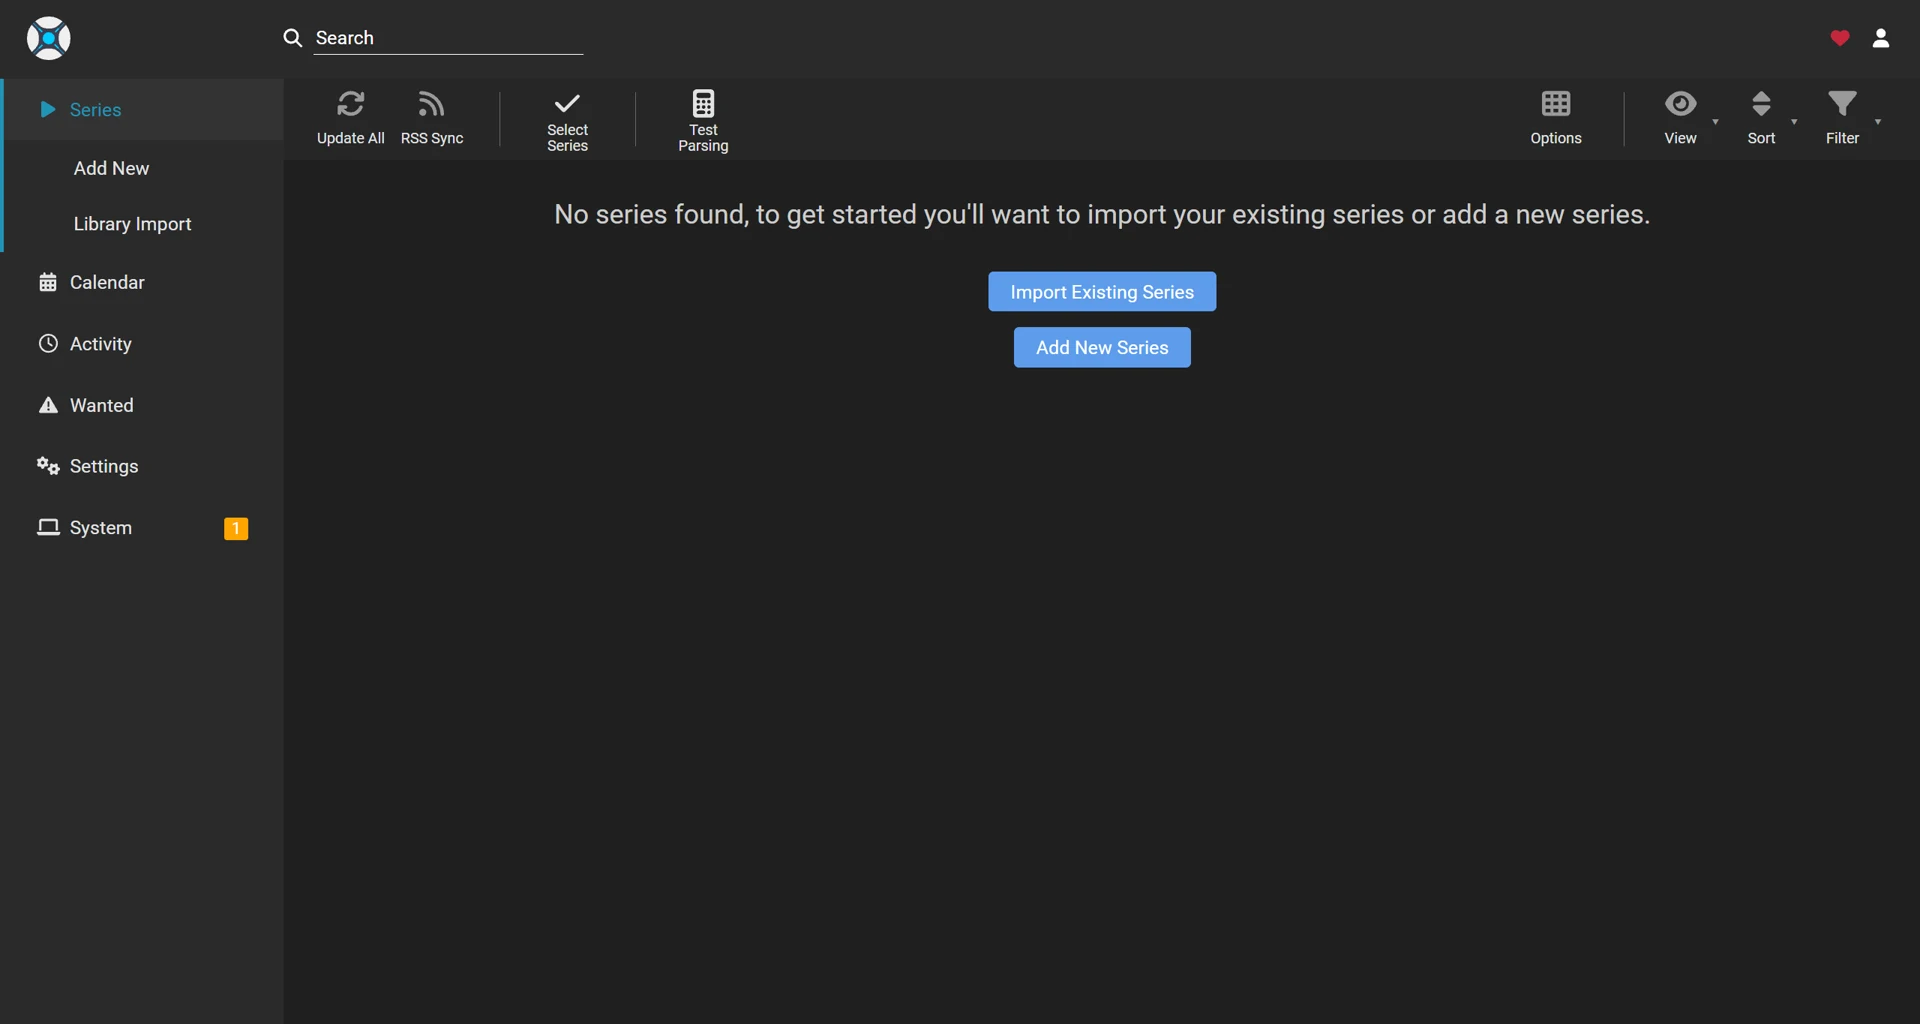 Search
Series
Add New
Library Import
Calendar
Activity
Wanted
Settings
System
1
Update All
RSS Sync
Select
Series
Test
Parsing
Options
View
Sort
Filter
No series found, to get started you'll want to import your existing series or add a new series.
Import Existing Series
Add New Series